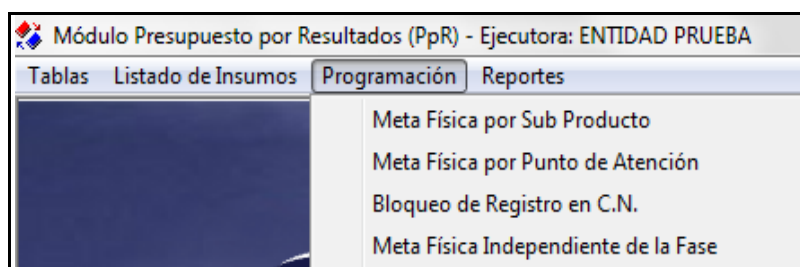 Módulo Presupuesto por Resultados (PpR) - Ejecutora: ENTIDAD PRUEBA
Tablas Listado de Insumos Programación Reportes
Meta Física por Sub Producto
Meta Física por Punto de Atención
Bloqueo de Registro en C.N.
Meta Física Independiente de la Fase